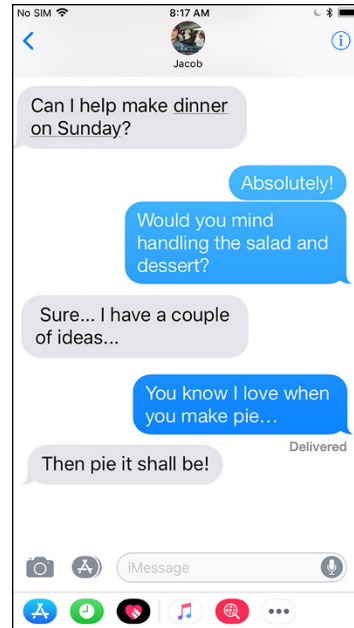 No SIM 8:17 AM
Jacob
Can I help make dinner
on Sunday?
Absolutely!
Would you mind
handling the salad and
dessert?
Sure... I have a couple
of ideas...
You know I love when
you make pie...
Delivered
Then pie it shall be!
iMessage